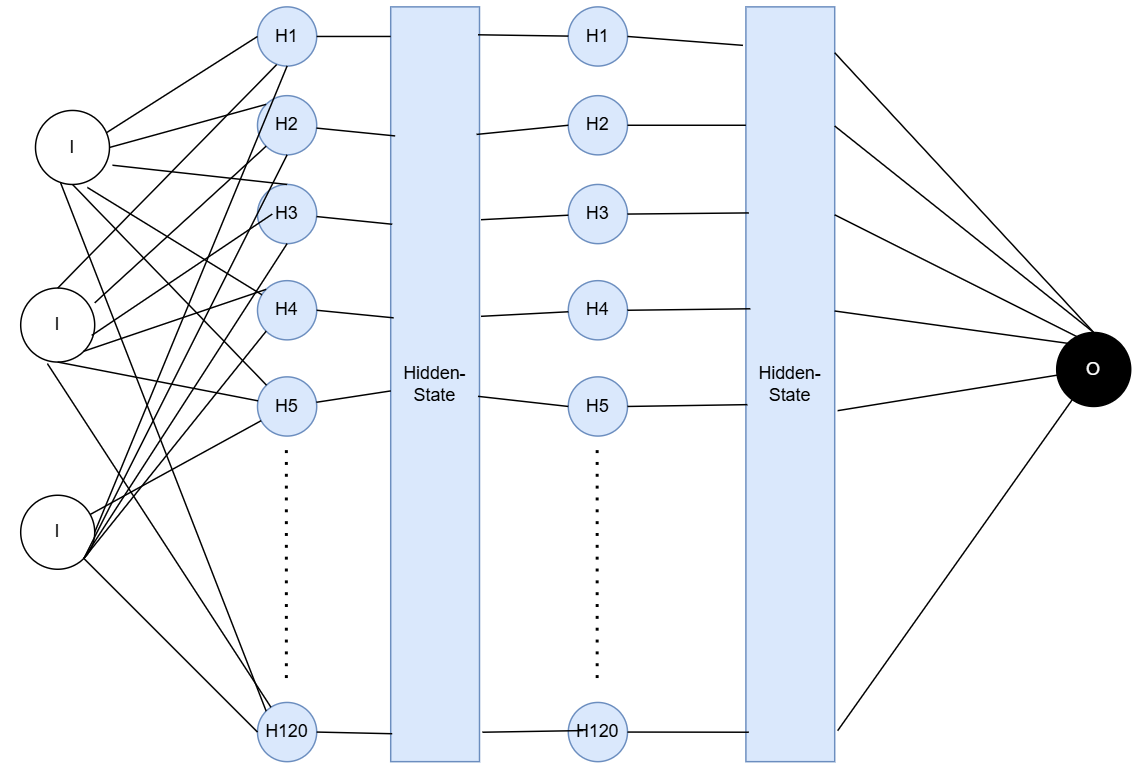 I
I
I
H1
H2
H3
H4
H5
H120
Hidden-
State
H1
H2
H3
H4
H5
H120
Hidden-
State
O